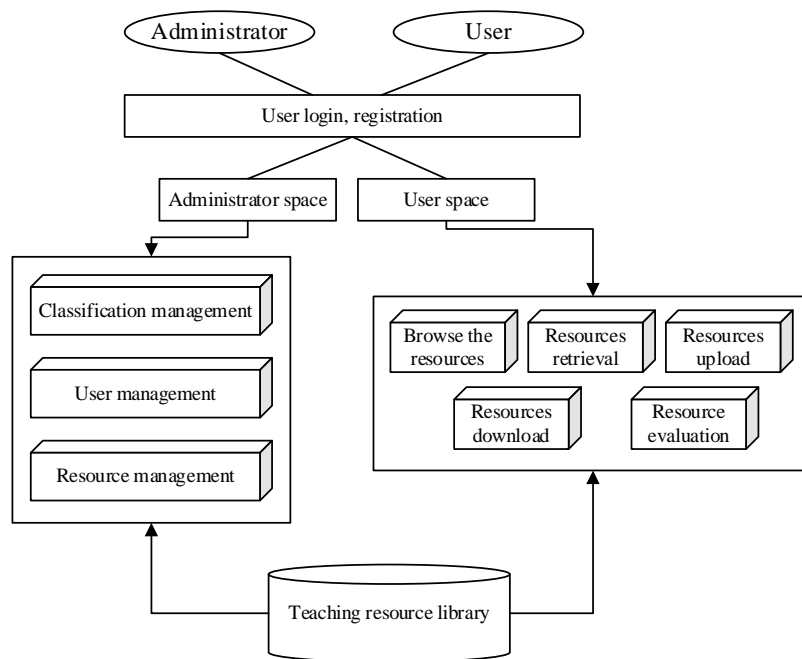 Administrator
User
User login, registration
Administrator space
User space
Classification management
User management
Resource management
Browse the
resources
Resources
retrieval
Resources
upload
Resources
download
Resource
evaluation
Teaching resource library